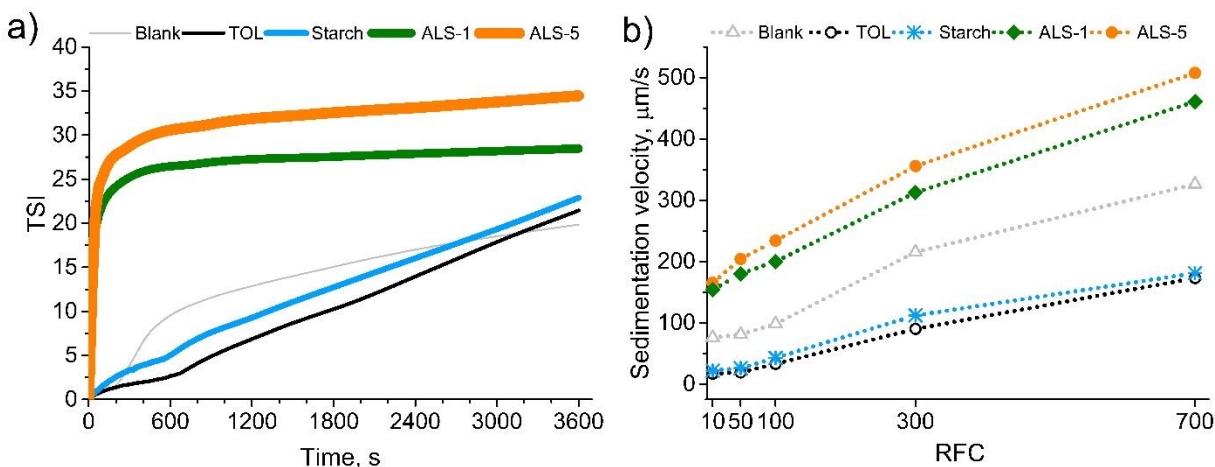 a)
Blank TOL Starch ALS-1 ALS-5
40
35
30
25
20
15
10
5
0
TSI
0 600 1200 1800 2400 3000 3600
Time, s
b)
Blank TOL Starch ALS-1 ALS-5
500
400
300
200
100
0
Sedimentation velocity, μm/s
10 50 100 300 700
RFC